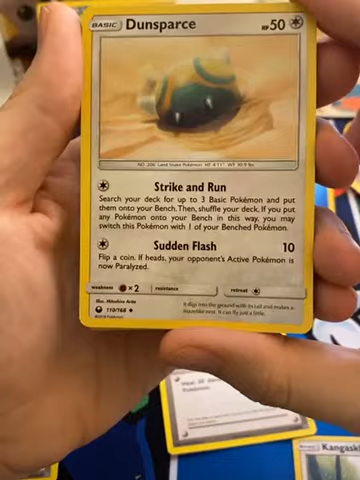 BASIC Dunsparce HP50
NO. 206 Land Snake Pokémon HT: 4'11" WT: 30.9 lbs
Strike and Run
Search your deck for up to 3 Basic Pokémon and put
them onto your Bench. Then, shuffle your deck. If you put
any Pokémon onto your Bench in this way, you may
switch this Pokémon with 1 of your Benched Pokémon.
Sudden Flash 10
Flip a coin. If heads, your opponent's Active Pokémon is
now Paralyzed.
weakness ×2 resistance retreat
Illus. Mitsuhiro Arita
It digs into the ground with its tail and makes a
mazelike nest. It can fly just a little.
110/168
©2018 Pokémon
Heal 30
Pokémon.
Kangask